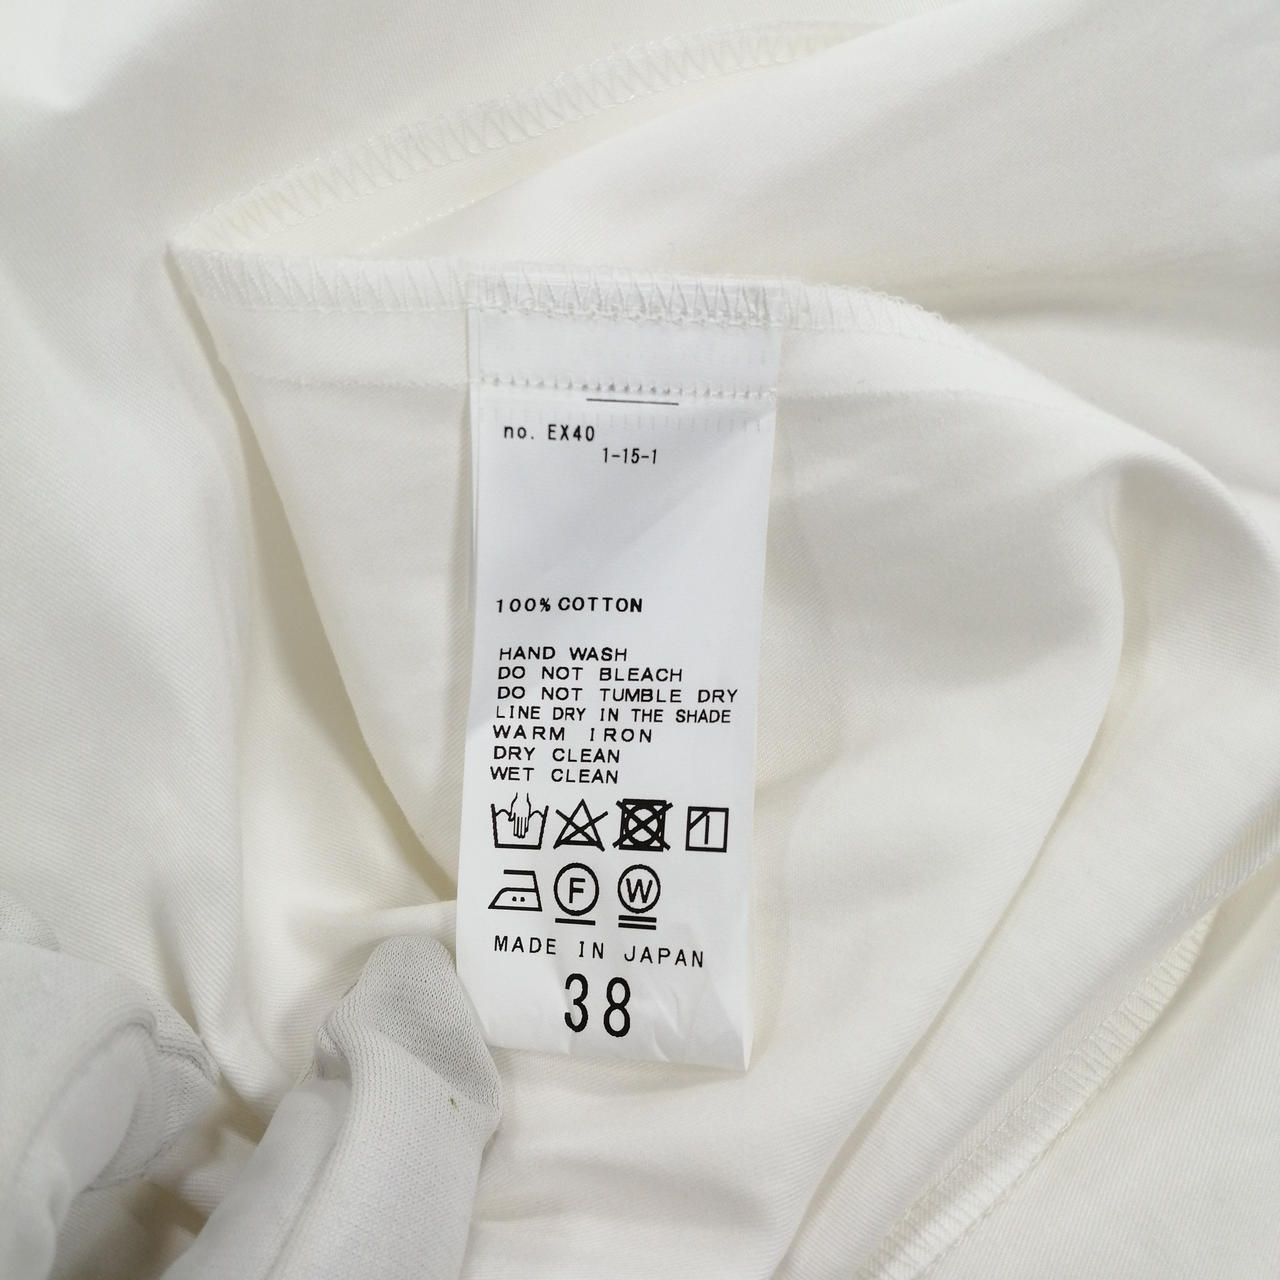 no. EX40
1-15-1
100% COTTON
HAND WASH
DO NOT BLEACH
DO NOT TUMBLE DRY
LINE DRY IN THE SHADE
WARM IRON
DRY CLEAN
WET CLEAN
F W
MADE IN JAPAN
38